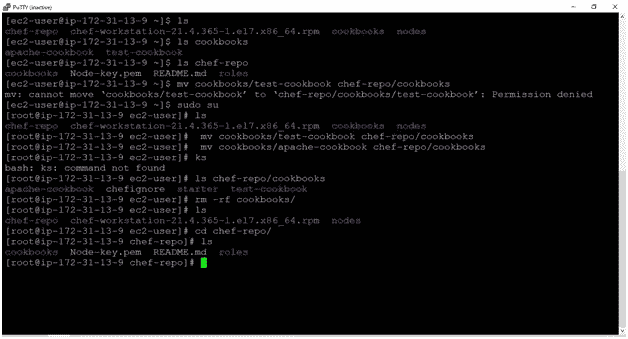 PuTTY (inactive)
[ec2-user@ip-172-31-13-9 ~]$ ls
chef-repo  chef-workstation-21.4.365-1.el7.x86_64.rpm  cookbooks  nodes
[ec2-user@ip-172-31-13-9 ~]$ ls cookbooks
apache-cookbook  test-cookbook
[ec2-user@ip-172-31-13-9 ~]$ ls chef-repo
cookbooks  Node-key.pem  README.md  roles
[ec2-user@ip-172-31-13-9 ~]$ mv cookbooks/test-cookbook chef-repo/cookbooks
mv: cannot move ‘cookbooks/test-cookbook’ to ‘chef-repo/cookbooks/test-cookbook’: Permission denied
[ec2-user@ip-172-31-13-9 ~]$ sudo su
[root@ip-172-31-13-9 ec2-user]# ls
chef-repo  chef-workstation-21.4.365-1.el7.x86_64.rpm  cookbooks  nodes
[root@ip-172-31-13-9 ec2-user]#  mv cookbooks/test-cookbook chef-repo/cookbooks
[root@ip-172-31-13-9 ec2-user]#  mv cookbooks/apache-cookbook chef-repo/cookbooks
[root@ip-172-31-13-9 ec2-user]# ks
bash: ks: command not found
[root@ip-172-31-13-9 ec2-user]# ls chef-repo/cookbooks
apache-cookbook  chefignore  starter  test-cookbook
[root@ip-172-31-13-9 ec2-user]# rm -rf cookbooks/
[root@ip-172-31-13-9 ec2-user]# ls
chef-repo  chef-workstation-21.4.365-1.el7.x86_64.rpm  nodes
[root@ip-172-31-13-9 ec2-user]# cd chef-repo/
[root@ip-172-31-13-9 chef-repo]# ls
cookbooks  Node-key.pem  README.md  roles
[root@ip-172-31-13-9 chef-repo]#